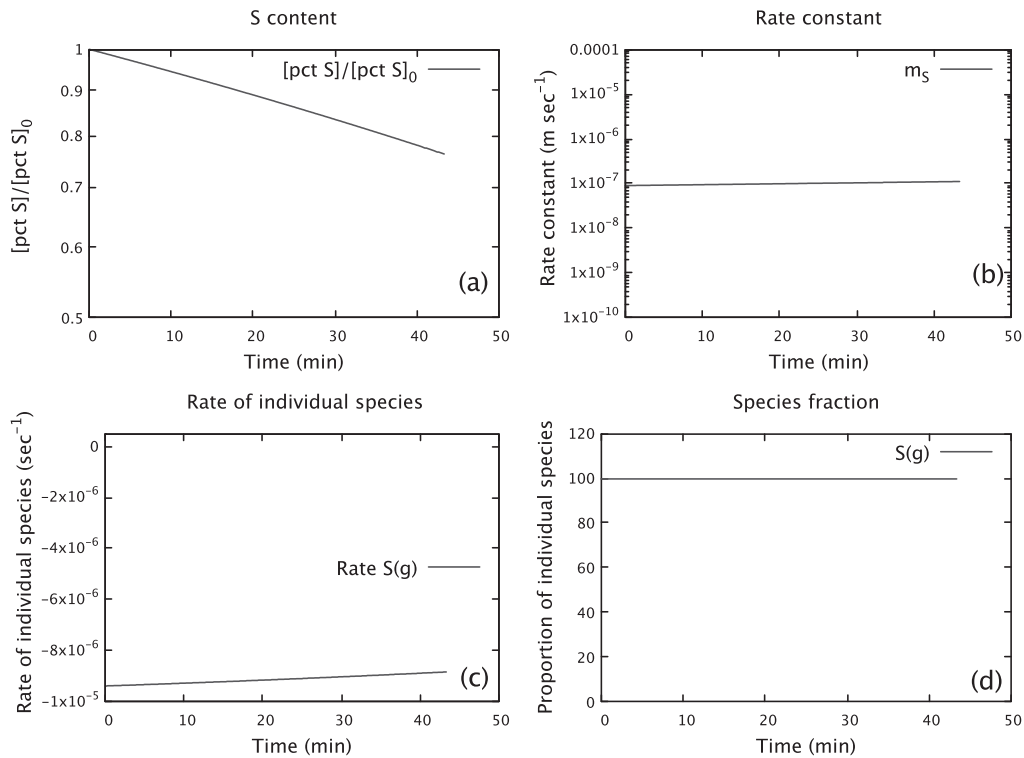 S content
[pct S]/[pct S]0
1
0.9
0.8
0.7
0.6
0.5
[pct S]/[pct S]0
(a)
0 10 20 30 40 50
Time (min)
Rate constant
Rate constant (m sec−1)
0.0001
1x10−5
1x10−6
1x10−7
1x10−8
1x10−9
1x10−10
mS
(b)
0 10 20 30 40 50
Time (min)
Rate of individual species
Rate of individual species (sec−1)
0
−2x10−6
−4x10−6
−6x10−6
−8x10−6
−1x10−5
Rate S(g)
(c)
0 10 20 30 40 50
Time (min)
Species fraction
Proportion of individual species
120
100
80
60
40
20
0
S(g)
(d)
0 10 20 30 40 50
Time (min)